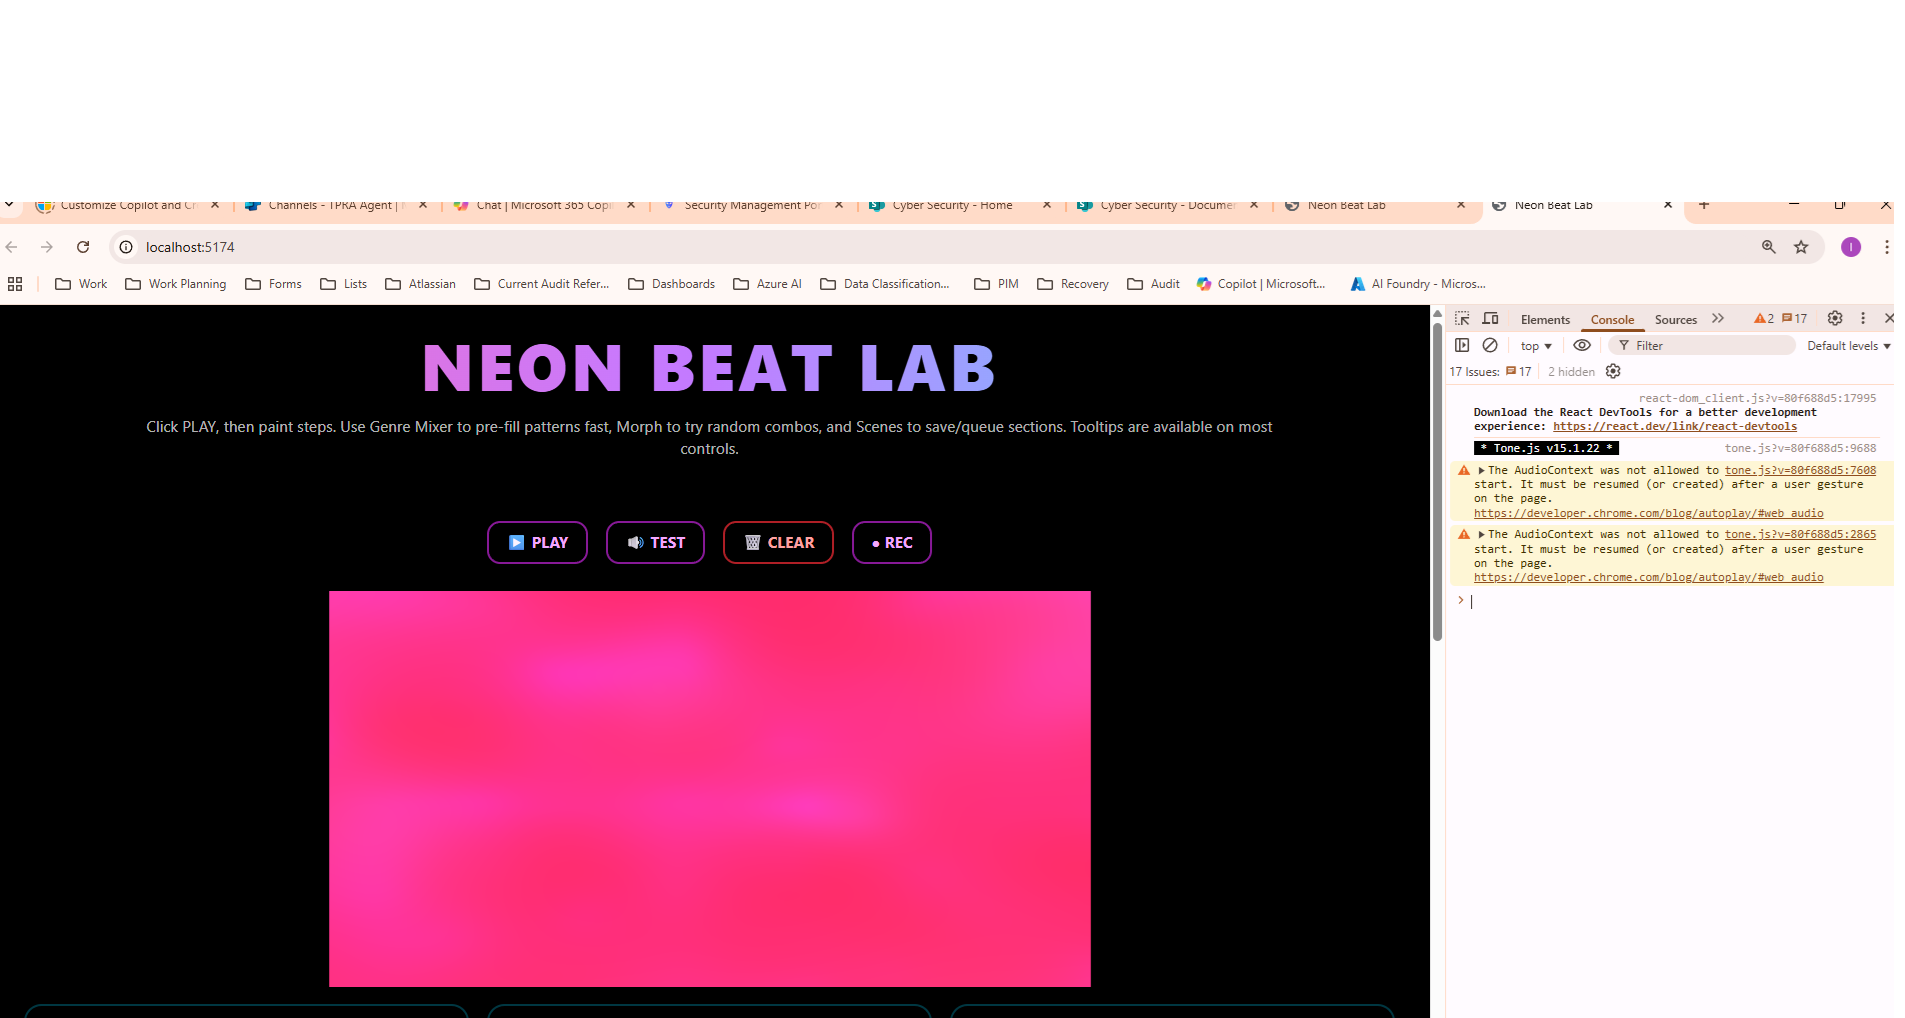 Customize Copilot and Cr
Channels - TPRA Agent |
Chat | Microsoft 365 Copi
Security Management Por
Cyber Security - Home
Cyber Security - Documen
Neon Beat Lab
Neon Beat Lab
localhost:5174
I
Work
Work Planning
Forms
Lists
Atlassian
Current Audit Refer...
Dashboards
Azure AI
Data Classification...
PIM
Recovery
Audit
Copilot | Microsoft...
AI Foundry - Micros...
NEON BEAT LAB
Click PLAY, then paint steps. Use Genre Mixer to pre-fill patterns fast, Morph to try random combos, and Scenes to save/queue sections. Tooltips are available on most
controls.
PLAY
TEST
CLEAR
● REC
Elements
Console
Sources
2
17
top
Filter
Default levels
17 Issues:
17
2 hidden
react-dom_client.js?v=80f688d5:17995
Download the React DevTools for a better development
experience: https://react.dev/link/react-devtools
* Tone.js v15.1.22 *
tone.js?v=80f688d5:9688
The AudioContext was not allowed to tone.js?v=80f688d5:7608
start. It must be resumed (or created) after a user gesture
on the page.
https://developer.chrome.com/blog/autoplay/#web_audio
The AudioContext was not allowed to tone.js?v=80f688d5:2865
start. It must be resumed (or created) after a user gesture
on the page.
https://developer.chrome.com/blog/autoplay/#web_audio